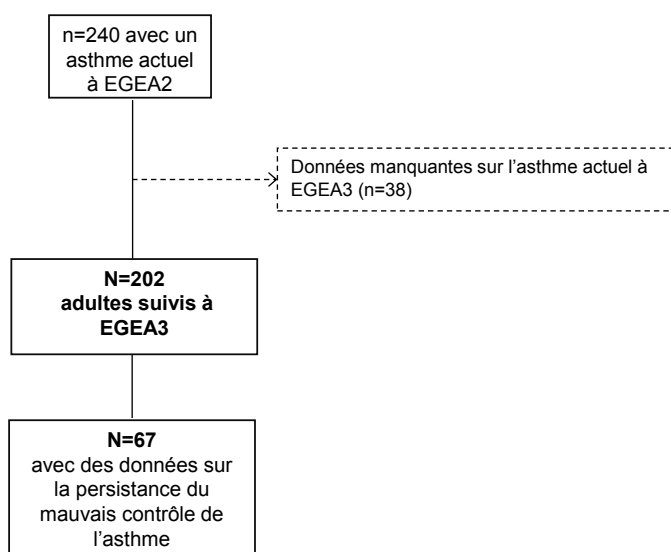 n=240 avec un
asthme actuel
à EGEA2
Données manquantes sur l’asthme actuel à
EGEA3 (n=38)
N=202
adultes suivis à
EGEA3
N=67
avec des données sur
la persistance du
mauvais contrôle de
l’asthme